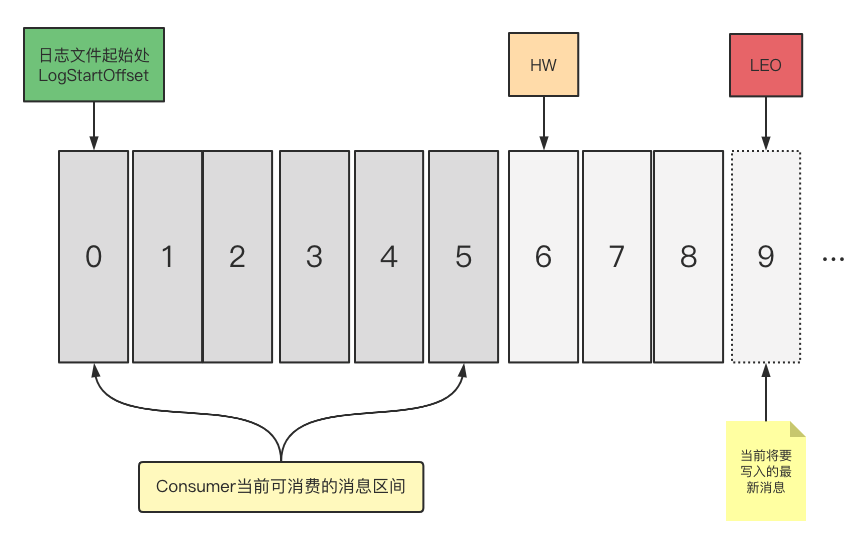 日志文件起始处
LogStartOffset
HW
LEO
0 1 2 3 4 5 6 7 8 9 ...
Consumer当前可消费的消息区间
当前将要
写入的最
新消息